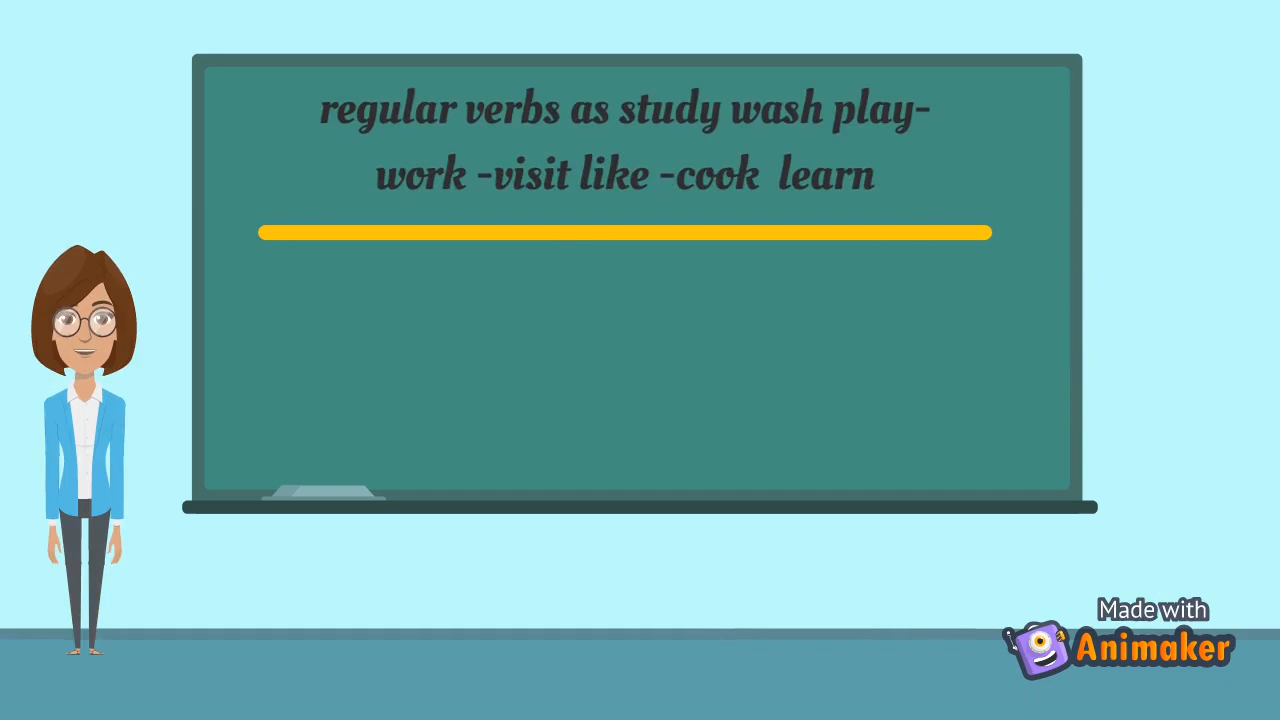 regular verbs as study wash play-
work -visit like -cook learn
Made with
Animaker